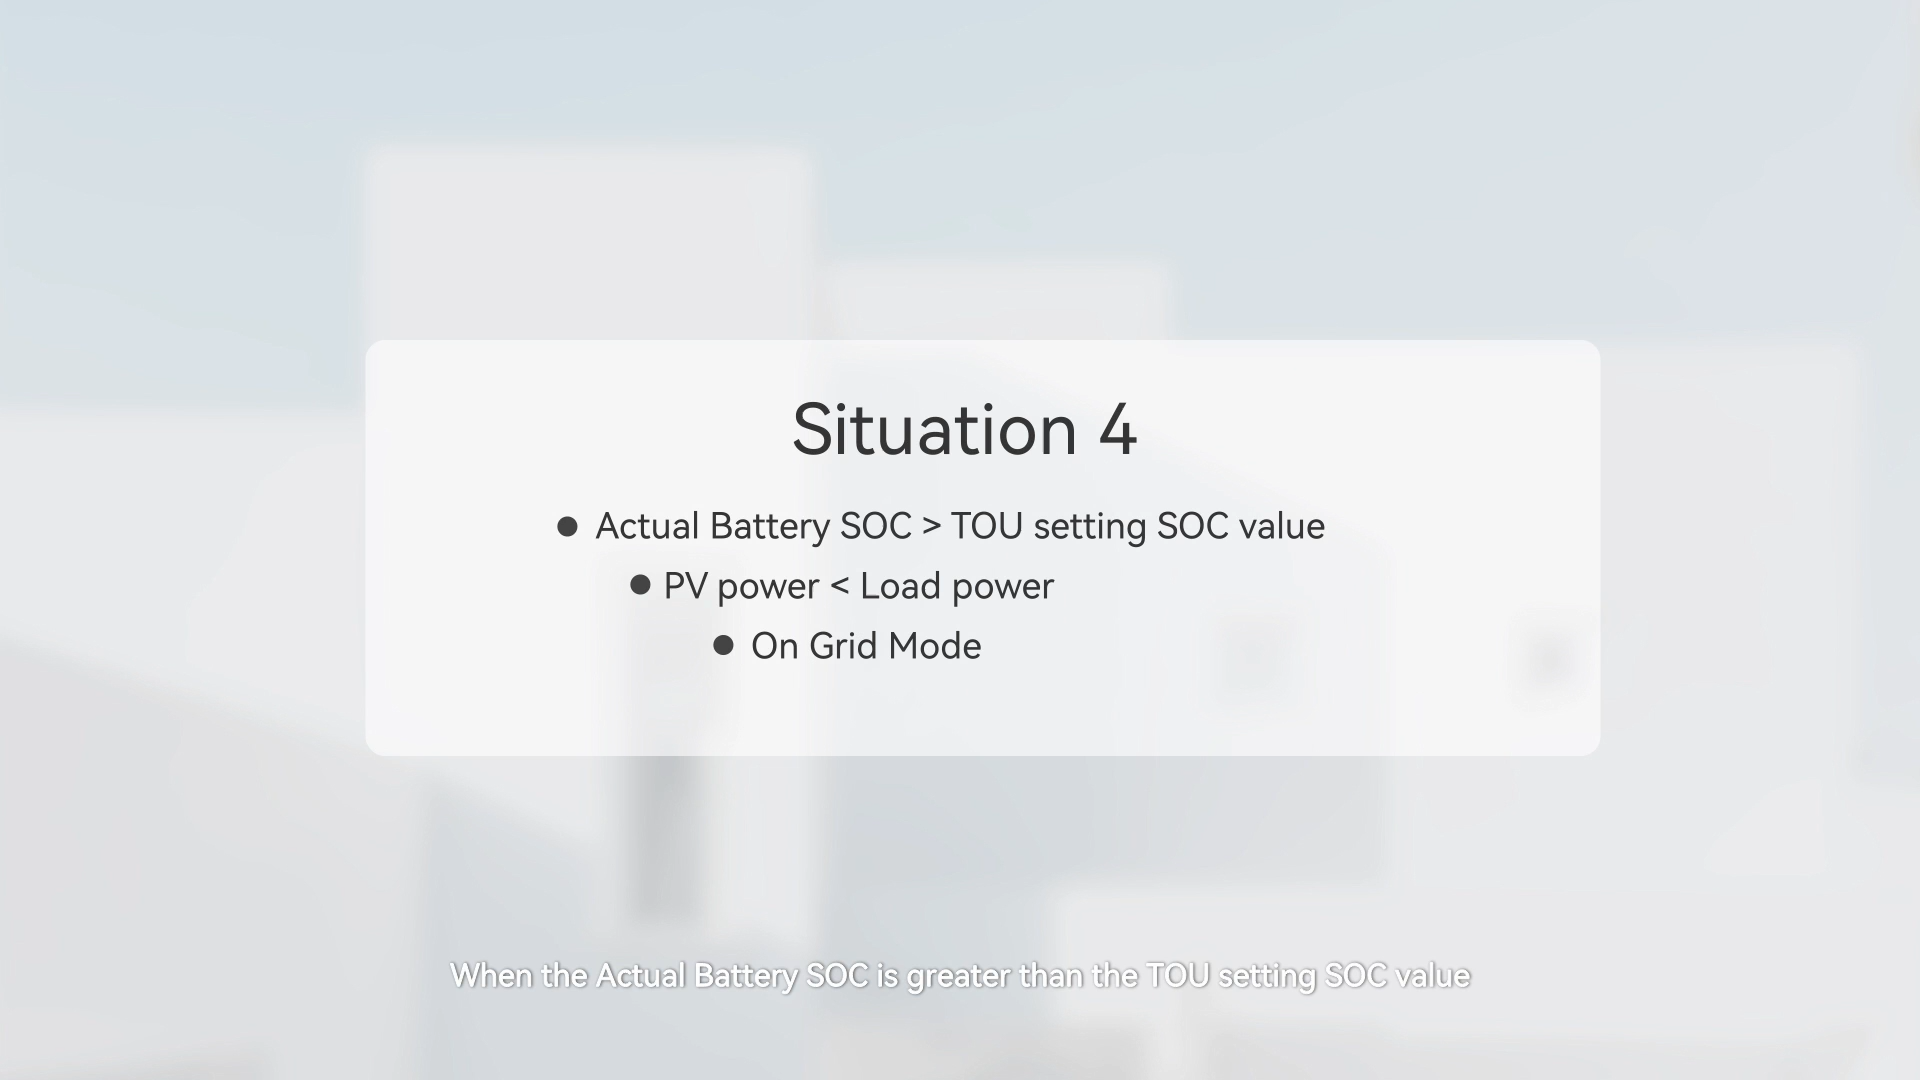 Situation 4
● Actual Battery SOC > TOU setting SOC value
● PV power < Load power
● On Grid Mode
When the Actual Battery SOC is greater than the TOU setting SOC value